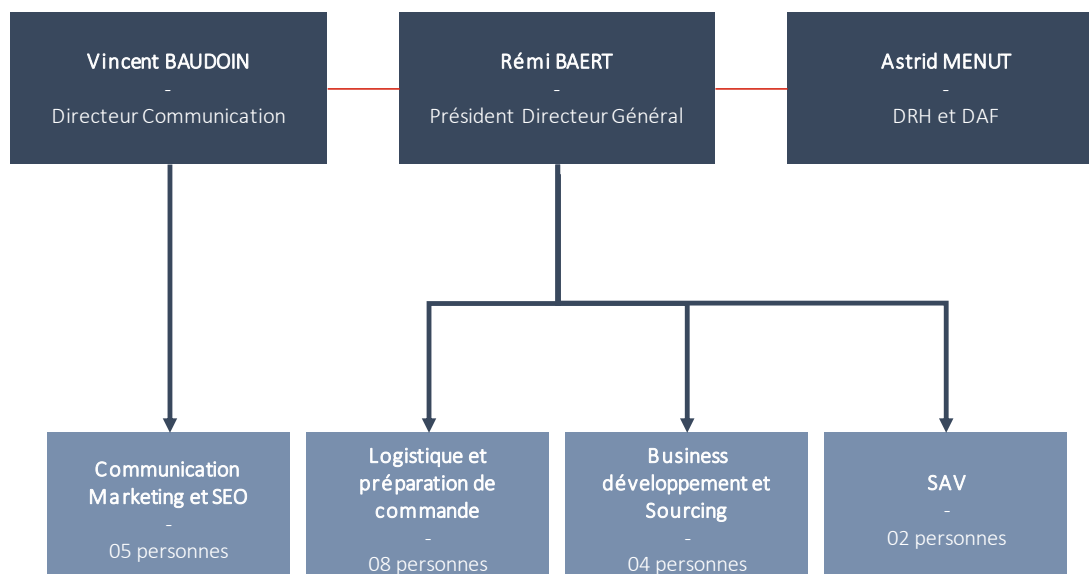 Vincent BAUDOIN
-
Directeur Communication
Rémi BAERT
-
Président Directeur Général
Astrid MENUT
-
DRH et DAF
Communication
Marketing et SEO
-
05 personnes
Logistique et
préparation de
commande
-
08 personnes
Business
développement et
Sourcing
-
04 personnes
SAV
-
02 personnes